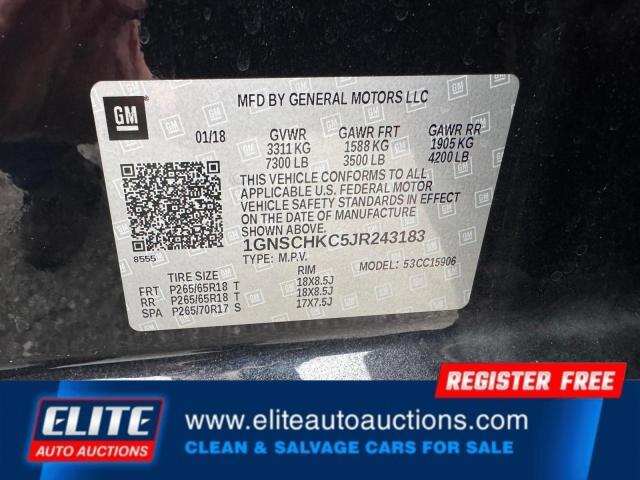 GM
MFD BY GENERAL MOTORS LLC
01/18 GVWR GAWR FRT GAWR RR
3311 KG 1588 KG 1905 KG
7300 LB 3500 LB 4200 LB
THIS VEHICLE CONFORMS TO ALL
APPLICABLE U.S. FEDERAL MOTOR
VEHICLE SAFETY STANDARDS IN EFFECT
ON THE DATE OF MANUFACTURE
SHOWN ABOVE.
1GNSCHKC5JR243183
8555
TYPE: M.P.V. MODEL: 53CC15906
TIRE SIZE RIM
FRT P265/65R18 T 18X8.5J
RR P265/65R18 T 18X8.5J
SPA P265/70R17 S 17X7.5J
REGISTER FREE
ELITE
AUTO AUCTIONS
www.eliteautoauctions.com
CLEAN & SALVAGE CARS FOR SALE